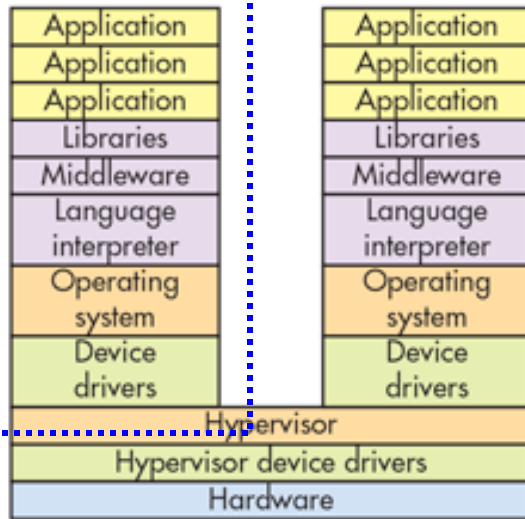 Application
Application
Application
Libraries
Middleware
Language
interpreter
Operating
system
Device
drivers
Application
Application
Application
Libraries
Middleware
Language
interpreter
Operating
system
Device
drivers
Hypervisor
Hypervisor device drivers
Hardware